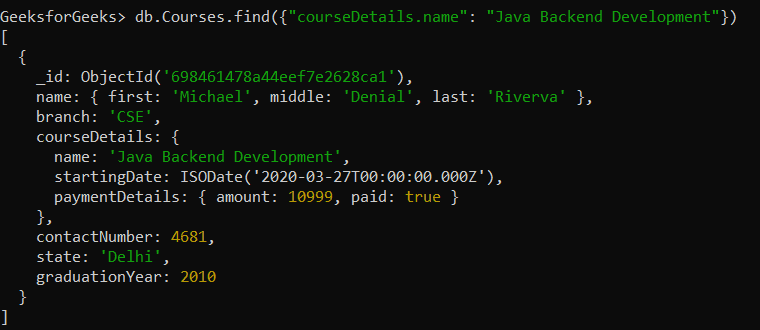 GeeksforGeeks> db.Courses.find({"courseDetails.name": "Java Backend Development"})
[
  {
    _id: ObjectId('698461478a44eef7e2628ca1'),
    name: { first: 'Michael', middle: 'Denial', last: 'Riverva' },
    branch: 'CSE',
    courseDetails: {
      name: 'Java Backend Development',
      startingDate: ISODate('2020-03-27T00:00:00.000Z'),
      paymentDetails: { amount: 10999, paid: true }
    },
    contactNumber: 4681,
    state: 'Delhi',
    graduationYear: 2010
  }
]